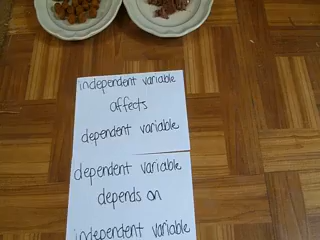 independent variable
affects
dependent variable
dependent variable
depends on
independent variable